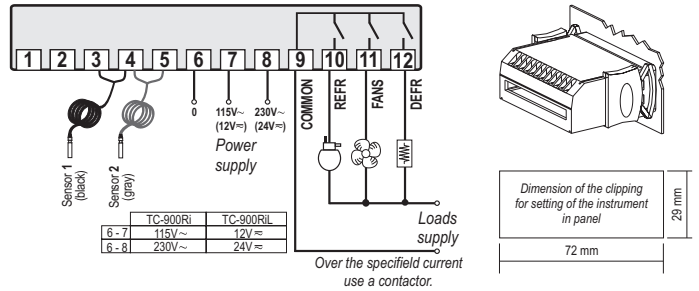 1 2 3 4 5 6 7 8 9 10 11 12
0
115V~
(12V≂)
230V~
(24V≂)
Power
supply
COMMON
REFR
FANS
DEFR
Sensor 1
(black)
Sensor 2
(gray)
TC-900Ri TC-900RiL
6 - 7 115V~ 12V≂
6 - 8 230V~ 24V≂
Loads
supply
Over the specifield current
use a contactor.
Dimension of the clipping
for setting of the instrument
in panel
29 mm
72 mm